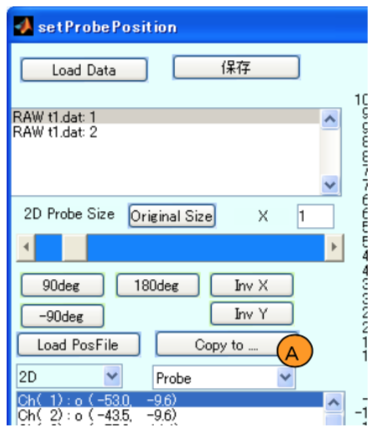 setProbePosition
Load Data 保存
RAW t1.dat: 1
RAW t1.dat: 2
2D Probe Size Original Size X 1
90deg 180deg Inv X
-90deg Inv Y
Load PosFile Copy to .... A
2D Probe
Ch( 1) : o ( -53.0, -9.6)
Ch( 2) : o ( -43.5, -9.6)